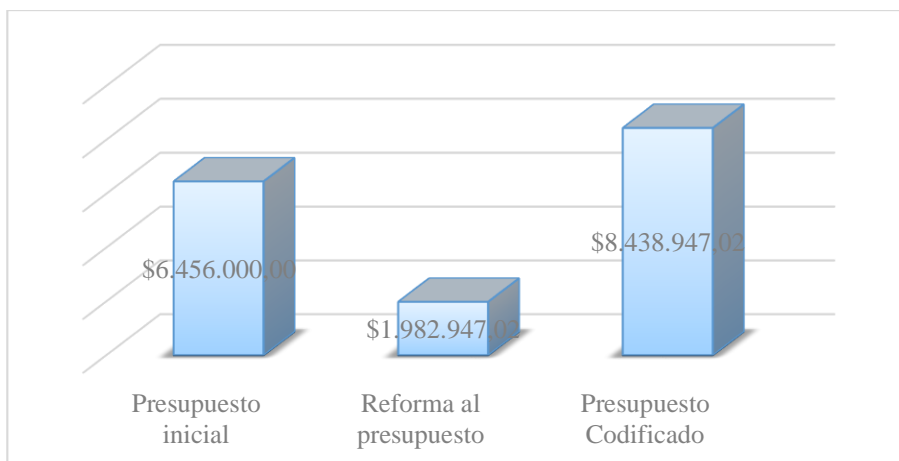 $6.456.000,00
$1.982.947,02
$8.438.947,02
Presupuesto
inicial
Reforma al
presupuesto
Presupuesto
Codificado